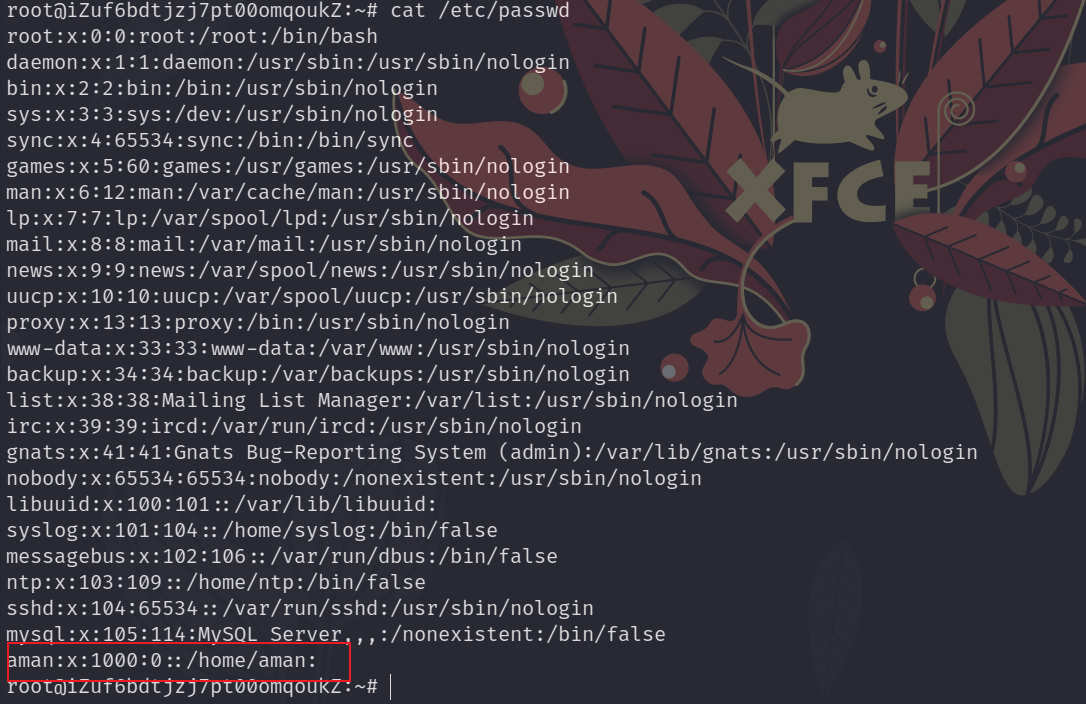 root@iZuf6bdtjzj7pt00omqoukZ:~# cat /etc/passwd
root:x:0:0:root:/root:/bin/bash
daemon:x:1:1:daemon:/usr/sbin:/usr/sbin/nologin
bin:x:2:2:bin:/bin:/usr/sbin/nologin
sys:x:3:3:sys:/dev:/usr/sbin/nologin
sync:x:4:65534:sync:/bin:/bin/sync
games:x:5:60:games:/usr/games:/usr/sbin/nologin
man:x:6:12:man:/var/cache/man:/usr/sbin/nologin
lp:x:7:7:lp:/var/spool/lpd:/usr/sbin/nologin
mail:x:8:8:mail:/var/mail:/usr/sbin/nologin
news:x:9:9:news:/var/spool/news:/usr/sbin/nologin
uucp:x:10:10:uucp:/var/spool/uucp:/usr/sbin/nologin
proxy:x:13:13:proxy:/bin:/usr/sbin/nologin
www-data:x:33:33:www-data:/var/www:/usr/sbin/nologin
backup:x:34:34:backup:/var/backups:/usr/sbin/nologin
list:x:38:38:Mailing List Manager:/var/list:/usr/sbin/nologin
irc:x:39:39:ircd:/var/run/ircd:/usr/sbin/nologin
gnats:x:41:41:Gnats Bug-Reporting System (admin):/var/lib/gnats:/usr/sbin/nologin
nobody:x:65534:65534:nobody:/nonexistent:/usr/sbin/nologin
libuuid:x:100:101::/var/lib/libuuid:
syslog:x:101:104::/home/syslog:/bin/false
messagebus:x:102:106::/var/run/dbus:/bin/false
ntp:x:103:109::/home/ntp:/bin/false
sshd:x:104:65534::/var/run/sshd:/usr/sbin/nologin
mysql:x:105:114:MySQL Server,,,:/nonexistent:/bin/false
aman:x:1000:0::/home/aman:
root@iZuf6bdtjzj7pt00omqoukZ:~#
XFCE